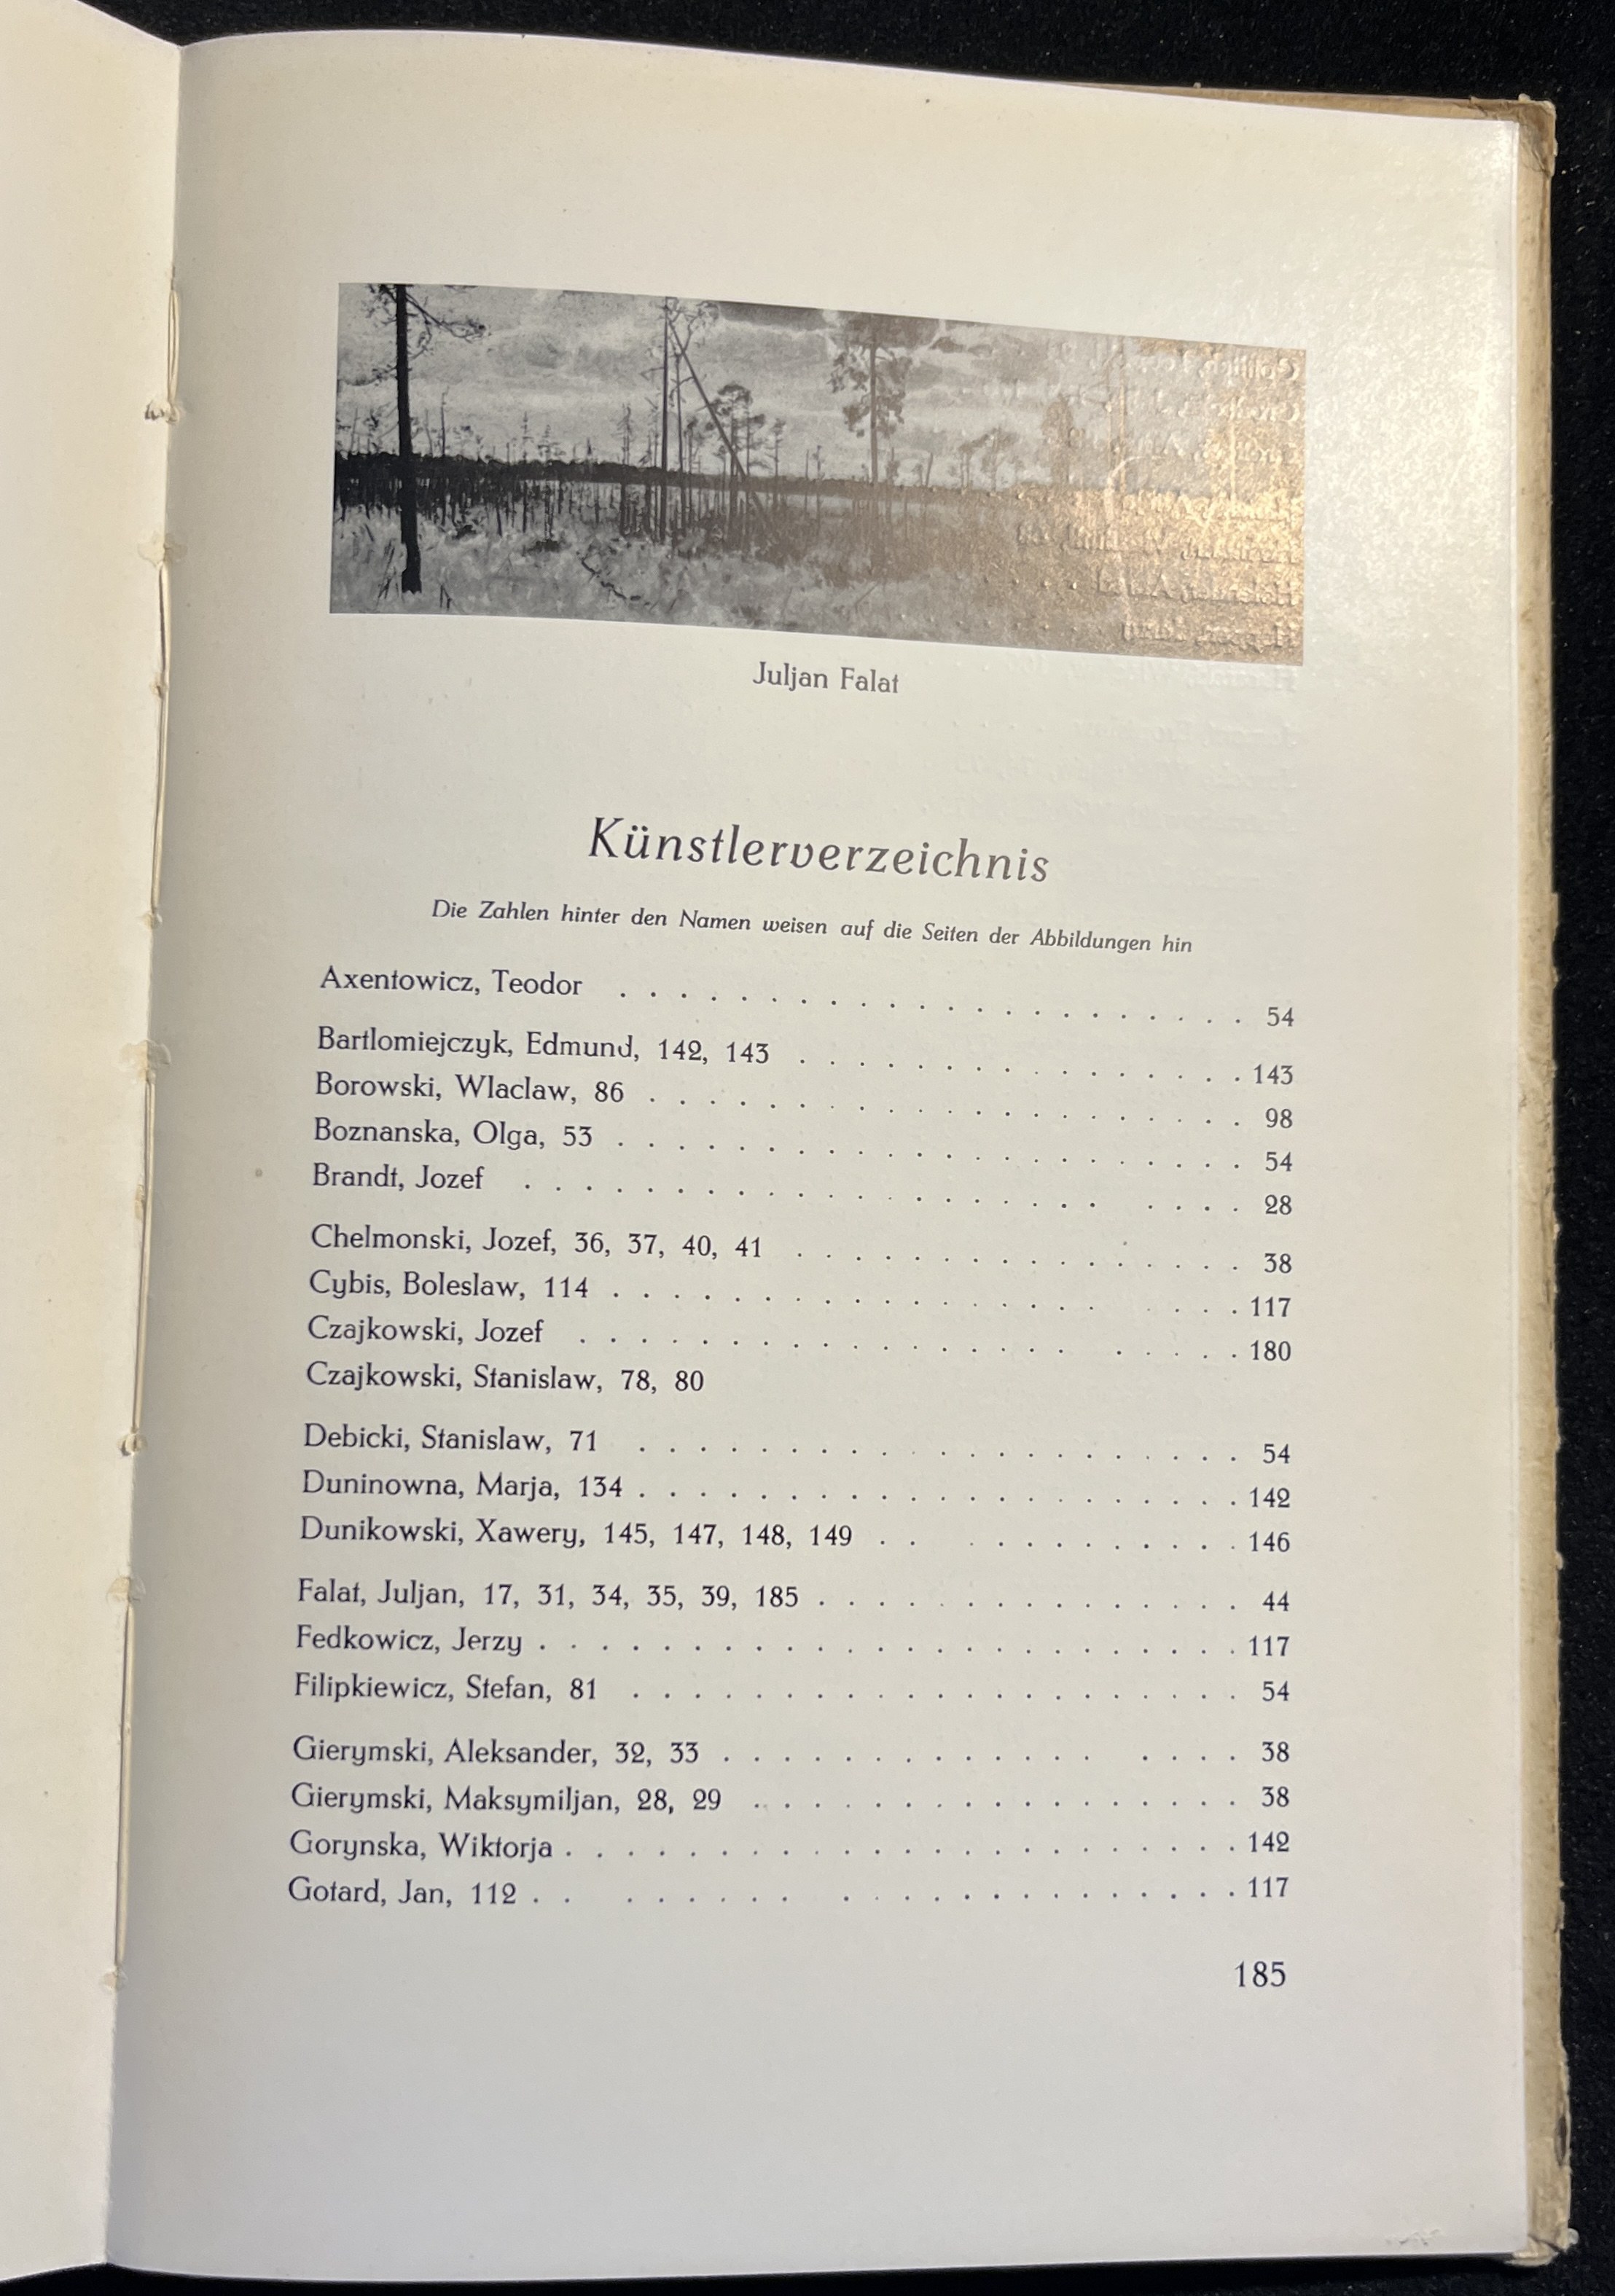 Juljan Falat
Künstlerverzeichnis
Die Zahlen hinter den Namen weisen auf die Seiten der Abbildungen hin
Axentowicz, Teodor . . . . . . . . . . . . . . . . . . . . . 54
Bartlomiejczyk, Edmund, 142, 143 . . . . . . . . . . . . . . . 143
Borowski, Wlaclaw, 86 . . . . . . . . . . . . . . . . . . . . 98
Boznanska, Olga, 53 . . . . . . . . . . . . . . . . . . . . . 54
Brandt, Jozef . . . . . . . . . . . . . . . . . . . . . . . . 28
Chelmonski, Jozef, 36, 37, 40, 41 . . . . . . . . . . . . . . . 38
Cybis, Boleslaw, 114 . . . . . . . . . . . . . . . . . . . . . 117
Czajkowski, Jozef . . . . . . . . . . . . . . . . . . . . . . 180
Czajkowski, Stanislaw, 78, 80
Debicki, Stanislaw, 71 . . . . . . . . . . . . . . . . . . . . 54
Duninowna, Marja, 134 . . . . . . . . . . . . . . . . . . . . 142
Dunikowski, Xawery, 145, 147, 148, 149 . . . . . . . . . . . . 146
Falat, Juljan, 17, 31, 34, 35, 39, 185 . . . . . . . . . . . . . . 44
Fedkowicz, Jerzy . . . . . . . . . . . . . . . . . . . . . . . 117
Filipkiewicz, Stefan, 81 . . . . . . . . . . . . . . . . . . . . 54
Gierymski, Aleksander, 32, 33 . . . . . . . . . . . . . . . . . 38
Gierymski, Maksymiljan, 28, 29 . . . . . . . . . . . . . . . . 38
Gorynska, Wiktorja . . . . . . . . . . . . . . . . . . . . . . 142
Gotard, Jan, 112 . . . . . . . . . . . . . . . . . . . . . . . 117
185